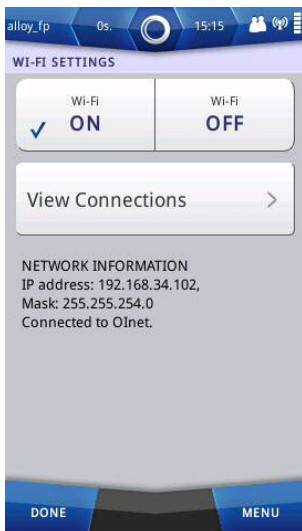 alloy_fp 0s. 15:15
WI-FI SETTINGS
Wi-Fi Wi-Fi
ON OFF
View Connections
NETWORK INFORMATION
IP address: 192.168.34.102,
Mask: 255.255.254.0
Connected to OInet.
DONE MENU